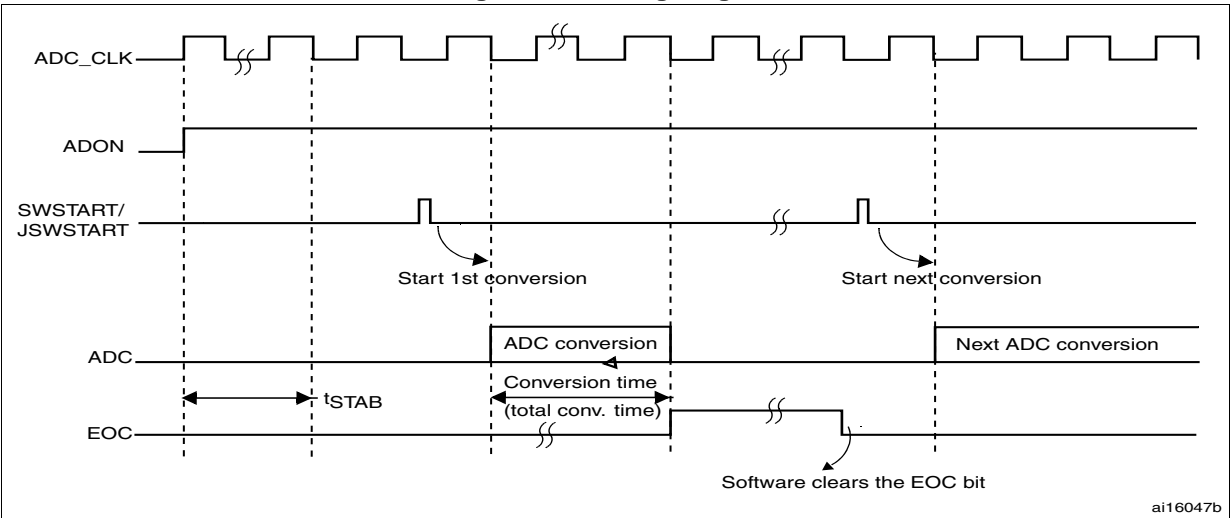 ADC_CLK
ADON
SWSTART/
JSWSTART
Start 1st conversion
Start next conversion
ADC
ADC conversion
Next ADC conversion
Conversion time
(total conv. time)
tSTAB
EOC
Software clears the EOC bit
ai16047b